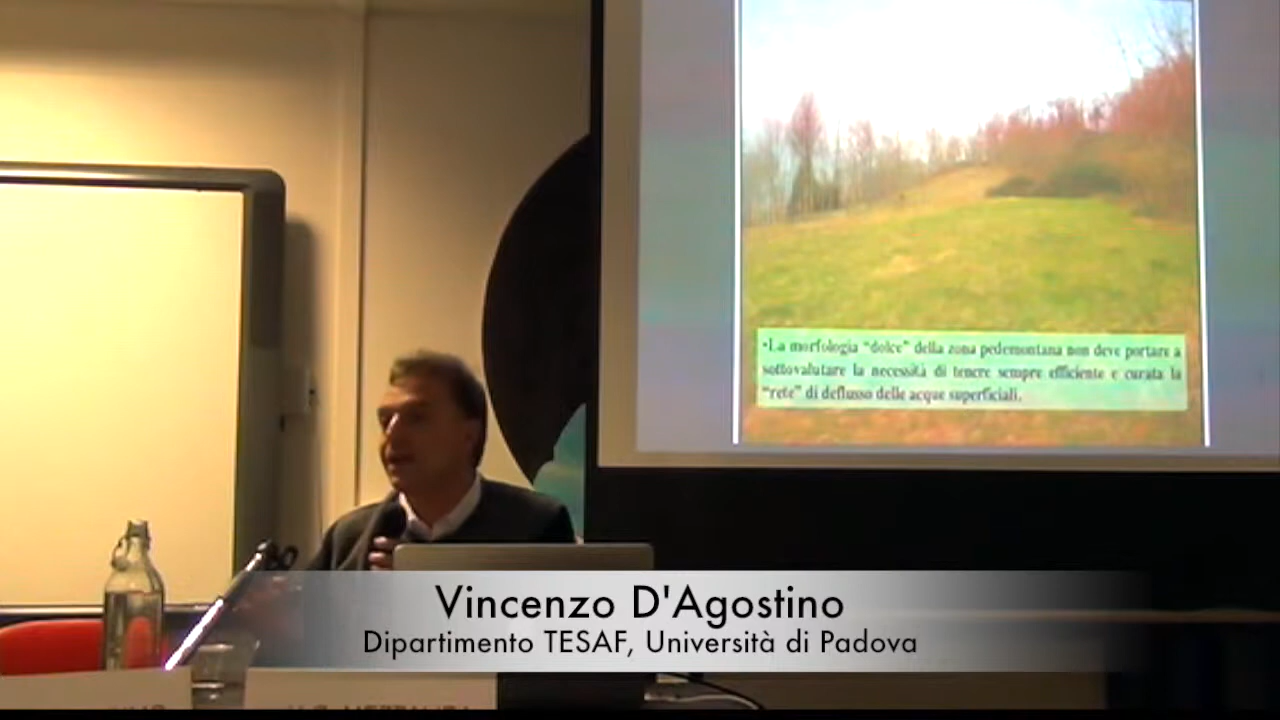 •La morfologia “dolce” della zona pedemontana non deve portare a
sottovalutare la necessità di tenere sempre efficiente e curata la
“rete” di deflusso delle acque superficiali.
Vincenzo D'Agostino
Dipartimento TESAF, Università di Padova